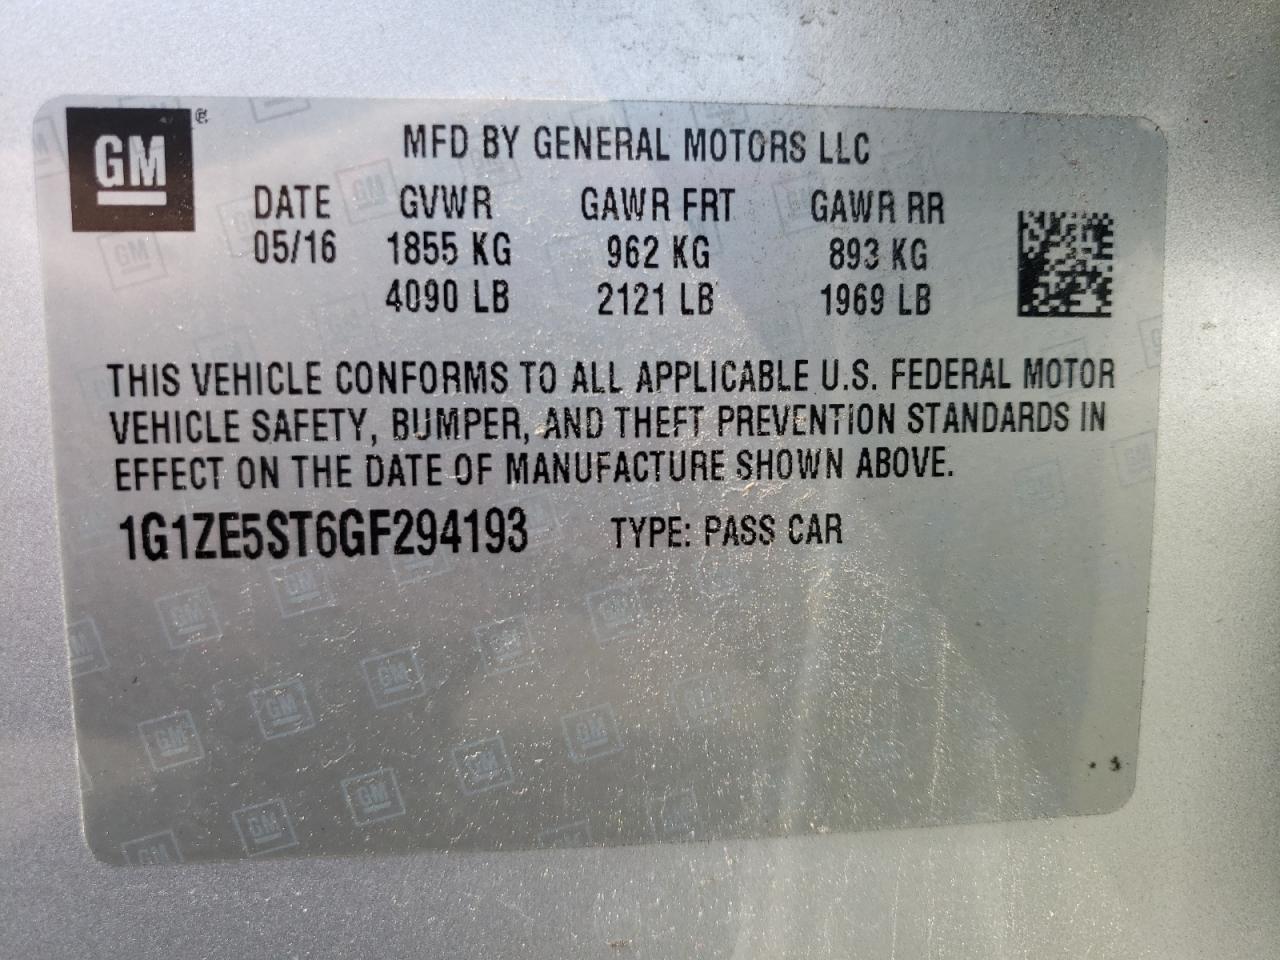 GM
MFD BY GENERAL MOTORS LLC
DATE GVWR GAWR FRT GAWR RR
05/16 1855 KG 962 KG 893 KG
4090 LB 2121 LB 1969 LB
THIS VEHICLE CONFORMS TO ALL APPLICABLE U.S. FEDERAL MOTOR
VEHICLE SAFETY, BUMPER, AND THEFT PREVENTION STANDARDS IN
EFFECT ON THE DATE OF MANUFACTURE SHOWN ABOVE.
1G1ZE5ST6GF294193 TYPE: PASS CAR